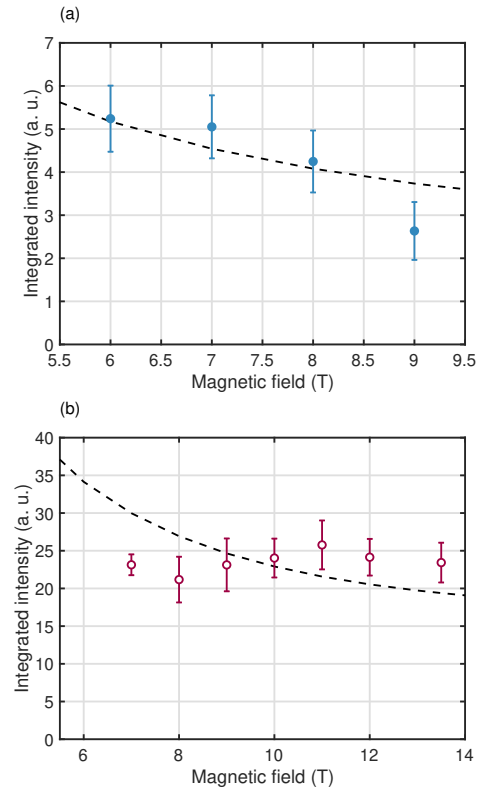 (a)
7
6
5
4
3
2
1
0
Integrated intensity (a. u.)
5.5 6 6.5 7 7.5 8 8.5 9 9.5
Magnetic field (T)
(b)
40
35
30
25
20
15
10
5
0
Integrated intensity (a. u.)
6 8 10 12 14
Magnetic field (T)